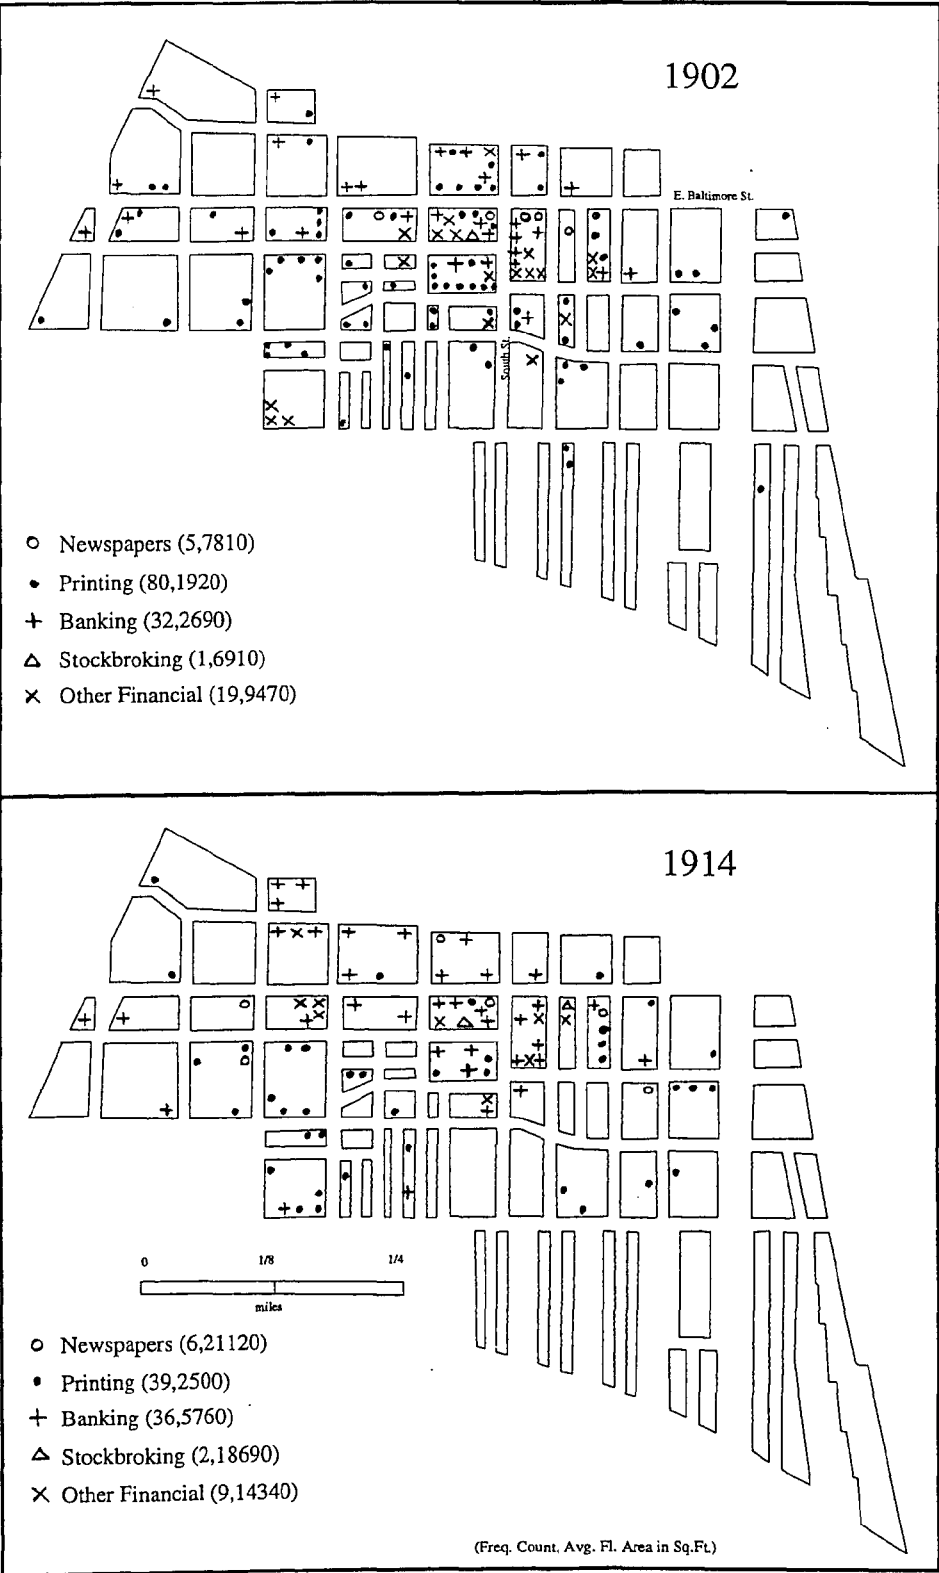 1902
E. Baltimore St.
South St.
Newspapers (5,7810)
Printing (80,1920)
Banking (32,2690)
Stockbroking (1,6910)
Other Financial (19,9470)
1914
0 1/8 1/4
miles
Newspapers (6,21120)
Printing (39,2500)
Banking (36,5760)
Stockbroking (2,18690)
Other Financial (9,14340)
(Freq. Count, Avg. Fl. Area in Sq.Ft.)